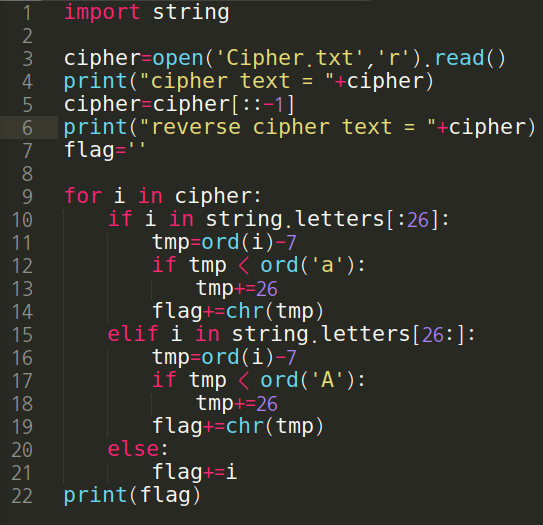 1 import string
2
3 cipher=open('Cipher.txt','r').read()
4 print("cipher text = "+cipher)
5 cipher=cipher[::-1]
6 print("reverse cipher text = "+cipher)
7 flag=''
8
9 for i in cipher:
10     if i in string.letters[:26]:
11         tmp=ord(i)-7
12         if tmp < ord('a'):
13             tmp+=26
14         flag+=chr(tmp)
15     elif i in string.letters[26:]:
16         tmp=ord(i)-7
17         if tmp < ord('A'):
18             tmp+=26
19         flag+=chr(tmp)
20     else:
21         flag+=i
22 print(flag)